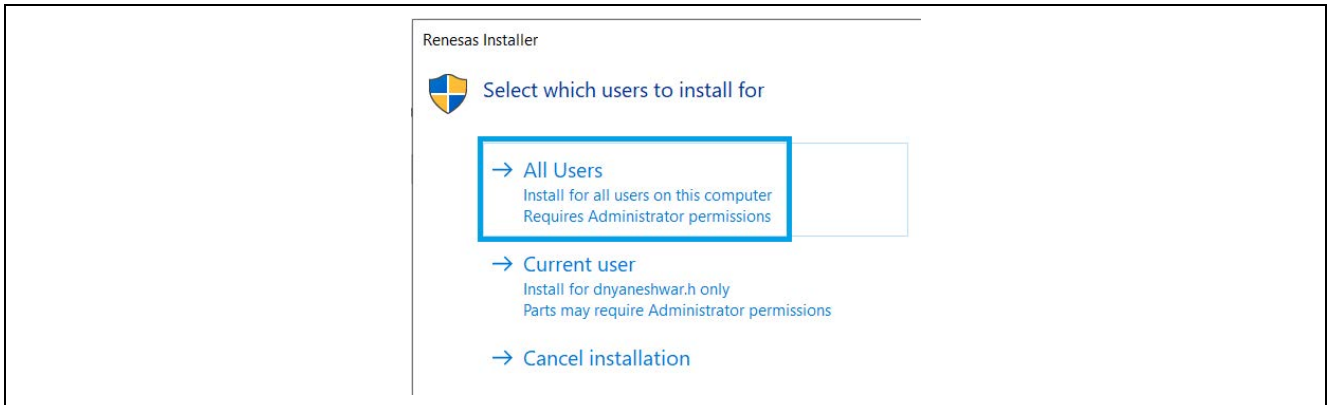 Renesas Installer
Select which users to install for
→ All Users
Install for all users on this computer
Requires Administrator permissions
→ Current user
Install for dnyaneshwar.h only
Parts may require Administrator permissions
→ Cancel installation